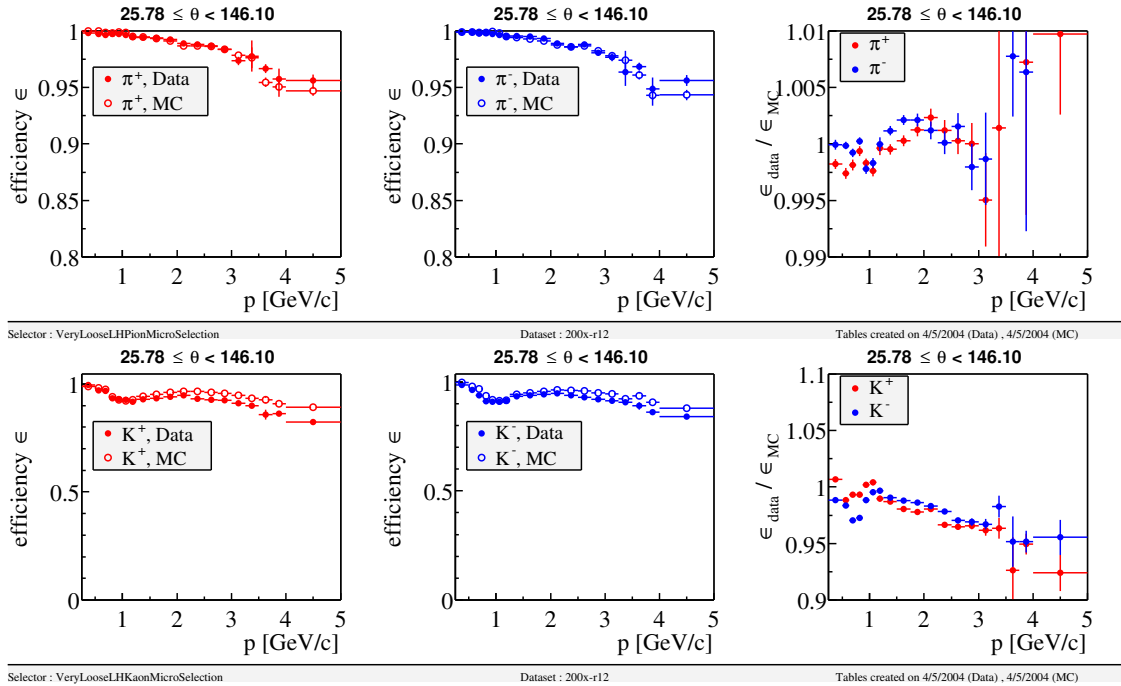 25.78 ≤ θ < 146.10
25.78 ≤ θ < 146.10
25.78 ≤ θ < 146.10
efficiency ϵ
1
0.95
0.9
0.85
0.8
π⁺, Data
π⁺, MC
1 2 3 4 5
p [GeV/c]
efficiency ϵ
1
0.95
0.9
0.85
0.8
π⁻, Data
π⁻, MC
1 2 3 4 5
p [GeV/c]
ϵ data / ϵ MC
1.01
1.005
1
0.995
0.99
π⁺
π⁻
1 2 3 4 5
p [GeV/c]
Selector : VeryLooseLHPionMicroSelection
Dataset : 200x-r12
Tables created on 4/5/2004 (Data) , 4/5/2004 (MC)
25.78 ≤ θ < 146.10
25.78 ≤ θ < 146.10
25.78 ≤ θ < 146.10
efficiency ϵ
1
0.5
0
K⁺, Data
K⁺, MC
1 2 3 4 5
p [GeV/c]
efficiency ϵ
1
0.5
0
K⁻, Data
K⁻, MC
1 2 3 4 5
p [GeV/c]
ϵ data / ϵ MC
1.1
1.05
1
0.95
0.9
K⁺
K⁻
1 2 3 4 5
p [GeV/c]
Selector : VeryLooseLHKaonMicroSelection
Dataset : 200x-r12
Tables created on 4/5/2004 (Data) , 4/5/2004 (MC)